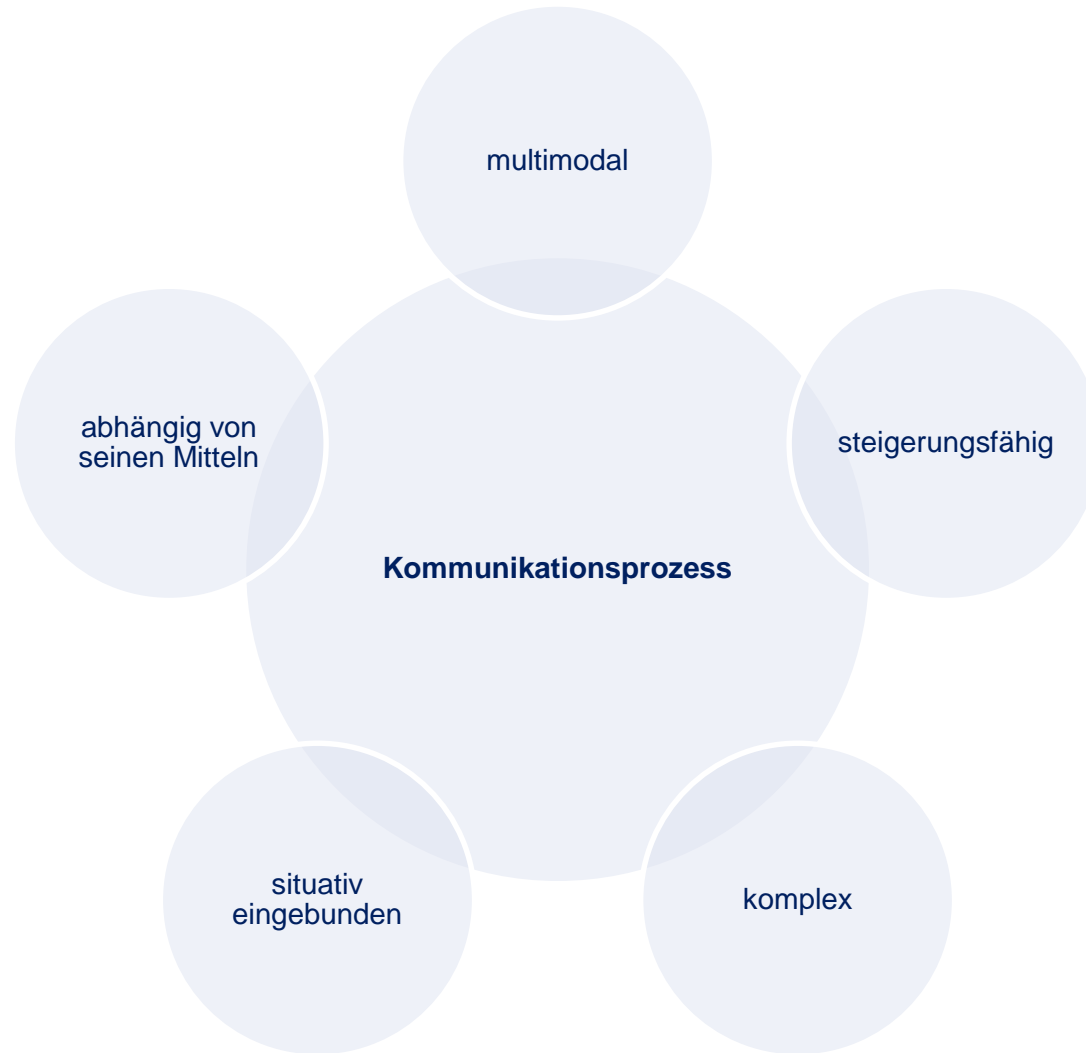 multimodal
abhängig von
seinen Mitteln
steigerungsfähig
Kommunikationsprozess
situativ
eingebunden
komplex